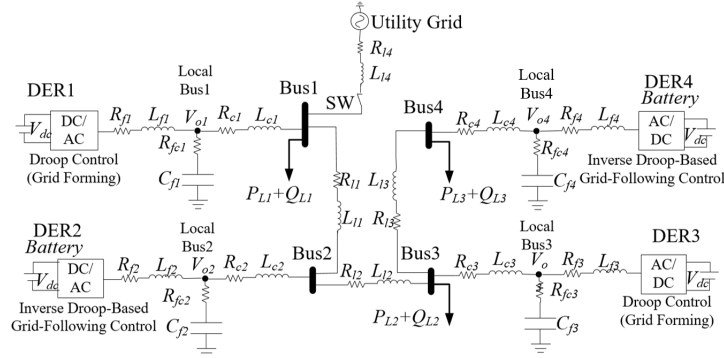 Utility Grid
R_l4
L_l4
SW
DER1
Local
Bus1
V_o1
R_f1
L_f1
R_c1
L_c1
Bus1
V_dc
DC/
AC
Droop Control
(Grid Forming)
R_fc1
C_f1
P_L1+Q_L1
R_l1
L_l1
Bus4
Local
Bus4
V_o4
R_c4
L_c4
R_f4
L_f4
DER4
Battery
AC/
DC
V_dc
Inverse Droop-Based
Grid-Following Control
R_fc4
C_f4
P_L3+Q_L3
L_l3
R_l3
DER2
Battery
Local
Bus2
V_o2
R_f2
L_f2
R_c2
L_c2
Bus2
V_dc
DC/
AC
Inverse Droop-Based
Grid-Following Control
R_fc2
C_f2
R_l2
L_l2
Bus3
P_L2+Q_L2
Local
Bus3
V_o
R_c3
L_c3
R_f3
L_f3
DER3
AC/
DC
V_dc
Droop Control
(Grid Forming)
R_fc3
C_f3